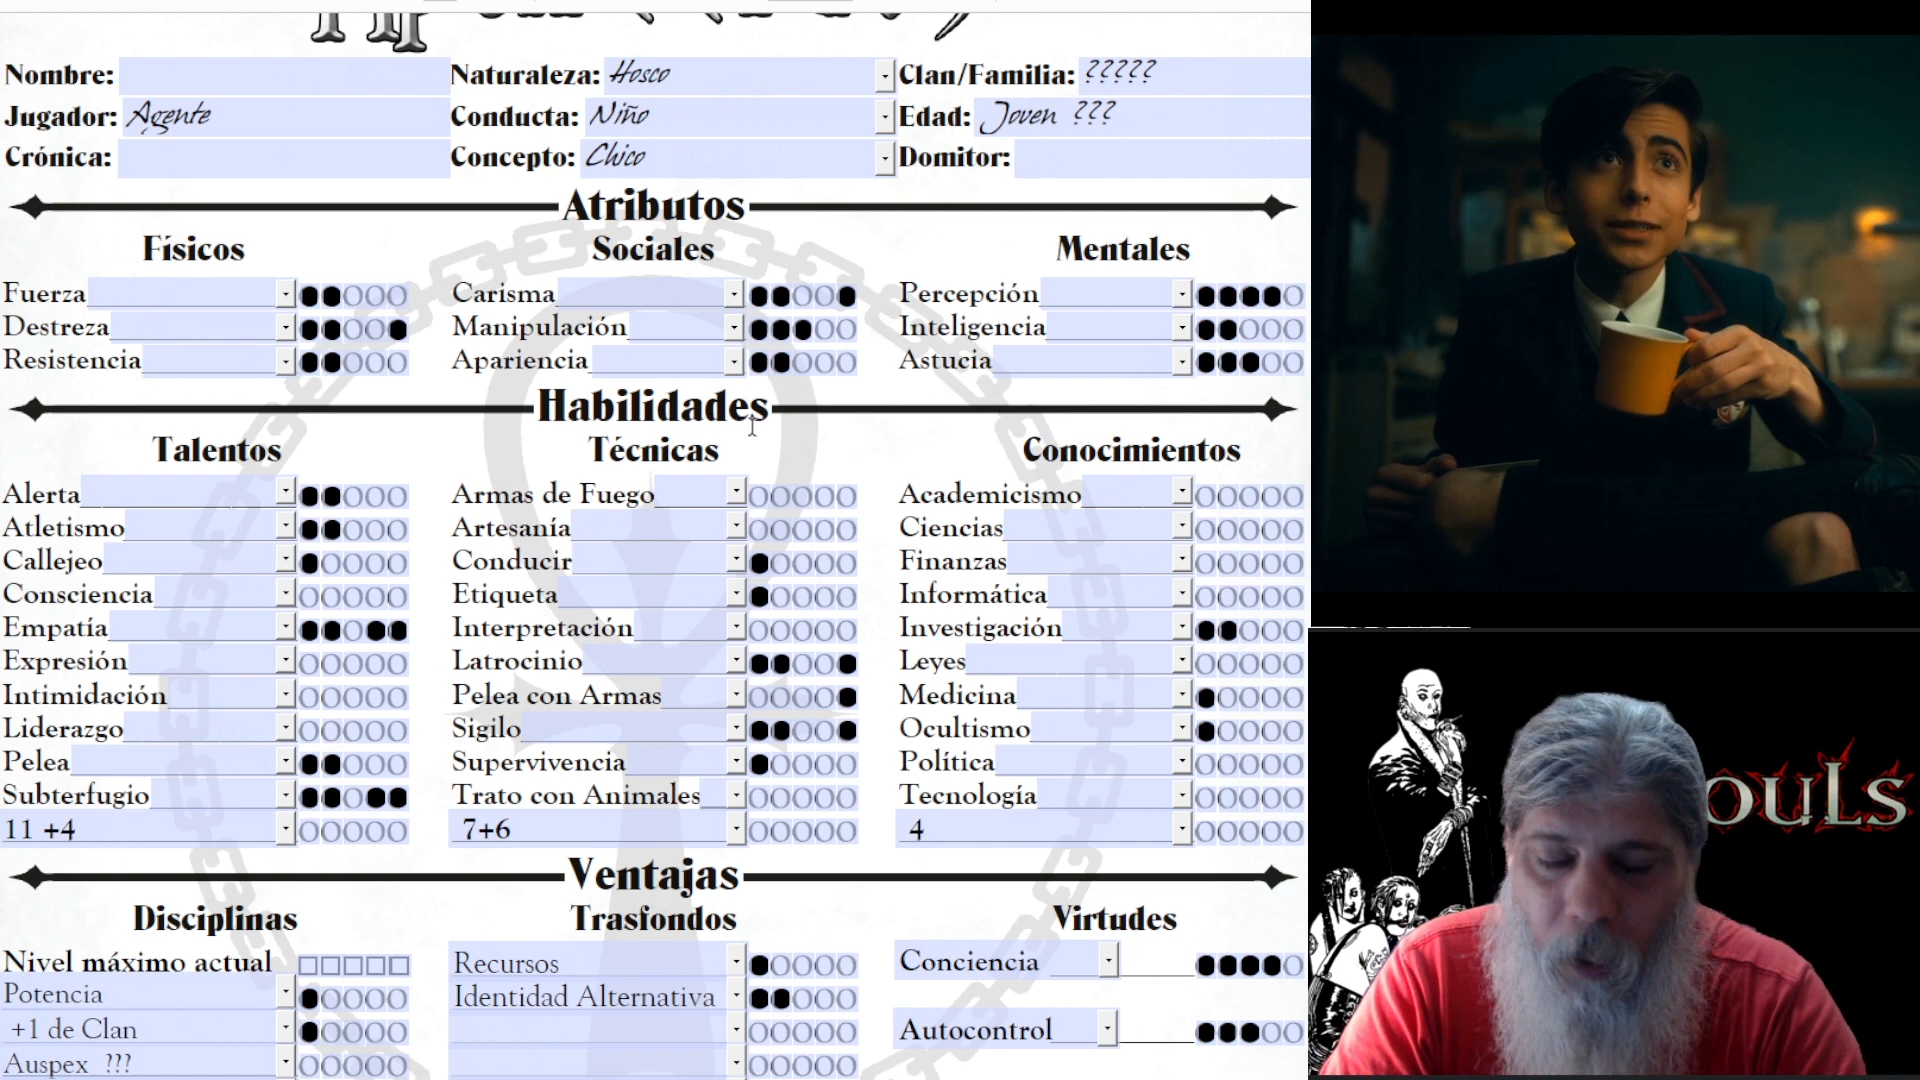 Nombre: Naturaleza: Hosco Clan/Familia: ?????
Jugador: Agente Conducta: Niño Edad: Joven ???
Crónica: Concepto: Chico Domitor:
Atributos
Físicos Sociales Mentales
Fuerza Carisma Percepción
Destreza Manipulación Inteligencia
Resistencia Apariencia Astucia
Habilidades
Talentos Técnicas Conocimientos
Alerta Armas de Fuego Academicismo
Atletismo Artesanía Ciencias
Callejeo Conducir Finanzas
Consciencia Etiqueta Informática
Empatía Interpretación Investigación
Expresión Latrocinio Leyes
Intimidación Pelea con Armas Medicina
Liderazgo Sigilo Ocultismo
Pelea Supervivencia Política
Subterfugio Trato con Animales Tecnología
11 +4 7+6 4
Ventajas
Disciplinas Trasfondos Virtudes
Nivel máximo actual Recursos Conciencia
Potencia Identidad Alternativa
+1 de Clan Autocontrol
Auspex ???
ouls